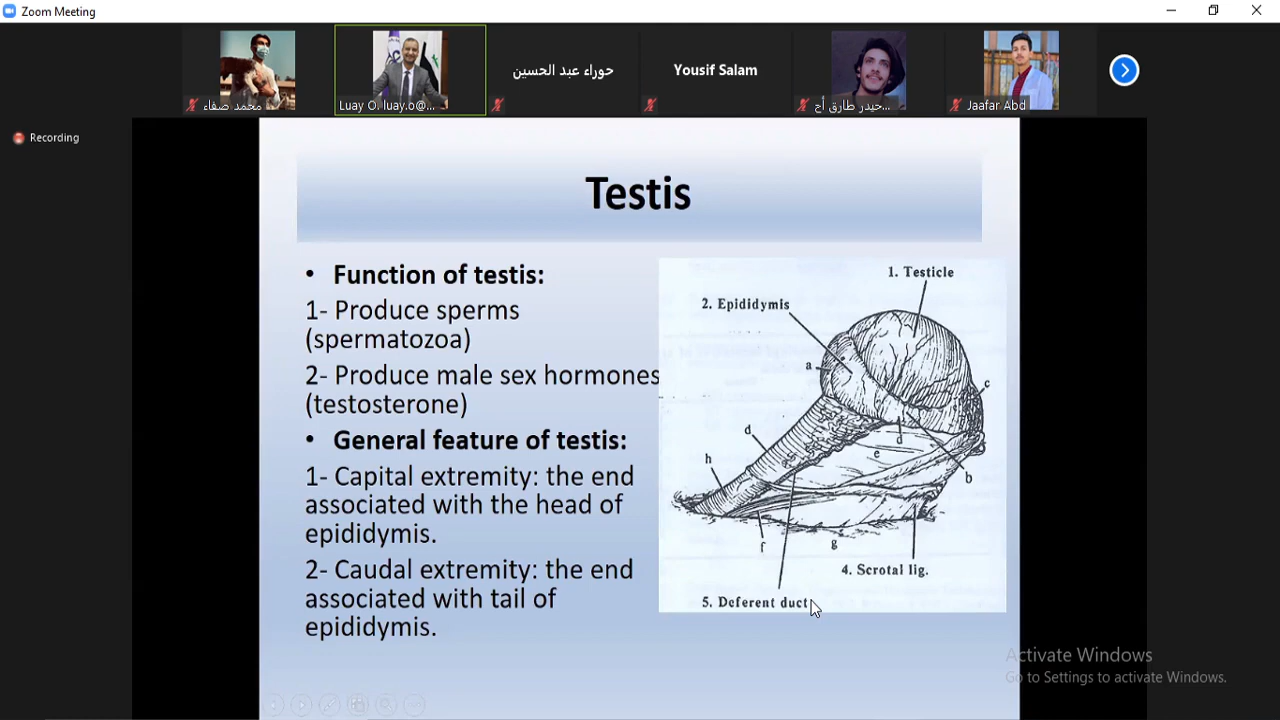 Zoom Meeting
محمد صفاء
Luay O. luay.o@...
حوراء عبد الحسين
Yousif Salam
حيدر طارق أح...
Jaafar Abd
Recording
Testis
• Function of testis:
1- Produce sperms
(spermatozoa)
2- Produce male sex hormones
(testosterone)
• General feature of testis:
1- Capital extremity: the end
associated with the head of
epididymis.
2- Caudal extremity: the end
associated with tail of
epididymis.
1. Testicle
2. Epididymis
a
c
d
d
e
h
b
f
g
4. Scrotal lig.
5. Deferent duct
Activate Windows
Go to Settings to activate Windows.